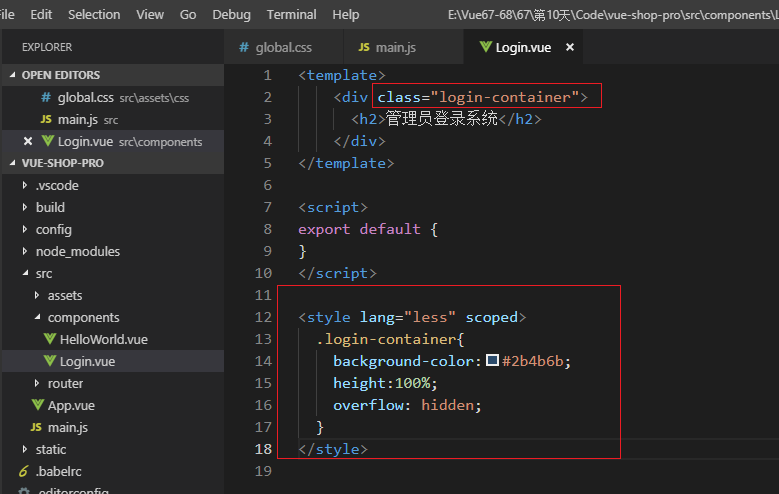 File Edit Selection View Go Debug Terminal Help E:\Vue67-68\67\第10天\Code\vue-shop-pro\src\components\L
EXPLORER
OPEN EDITORS
# global.css src\assets\css
JS main.js src
Login.vue src\components
VUE-SHOP-PRO
.vscode
build
config
node_modules
src
assets
components
HelloWorld.vue
Login.vue
router
App.vue
JS main.js
static
.babelrc
.editorconfig
# global.css JS main.js Login.vue ×
1 <template>
2 <div class="login-container">
3 <h2>管理员登录系统</h2>
4 </div>
5 </template>
6
7 <script>
8 export default {
9 }
10 </script>
11
12 <style lang="less" scoped>
13 .login-container{
14 background-color:#2b4b6b;
15 height:100%;
16 overflow: hidden;
17 }
18 </style>
19